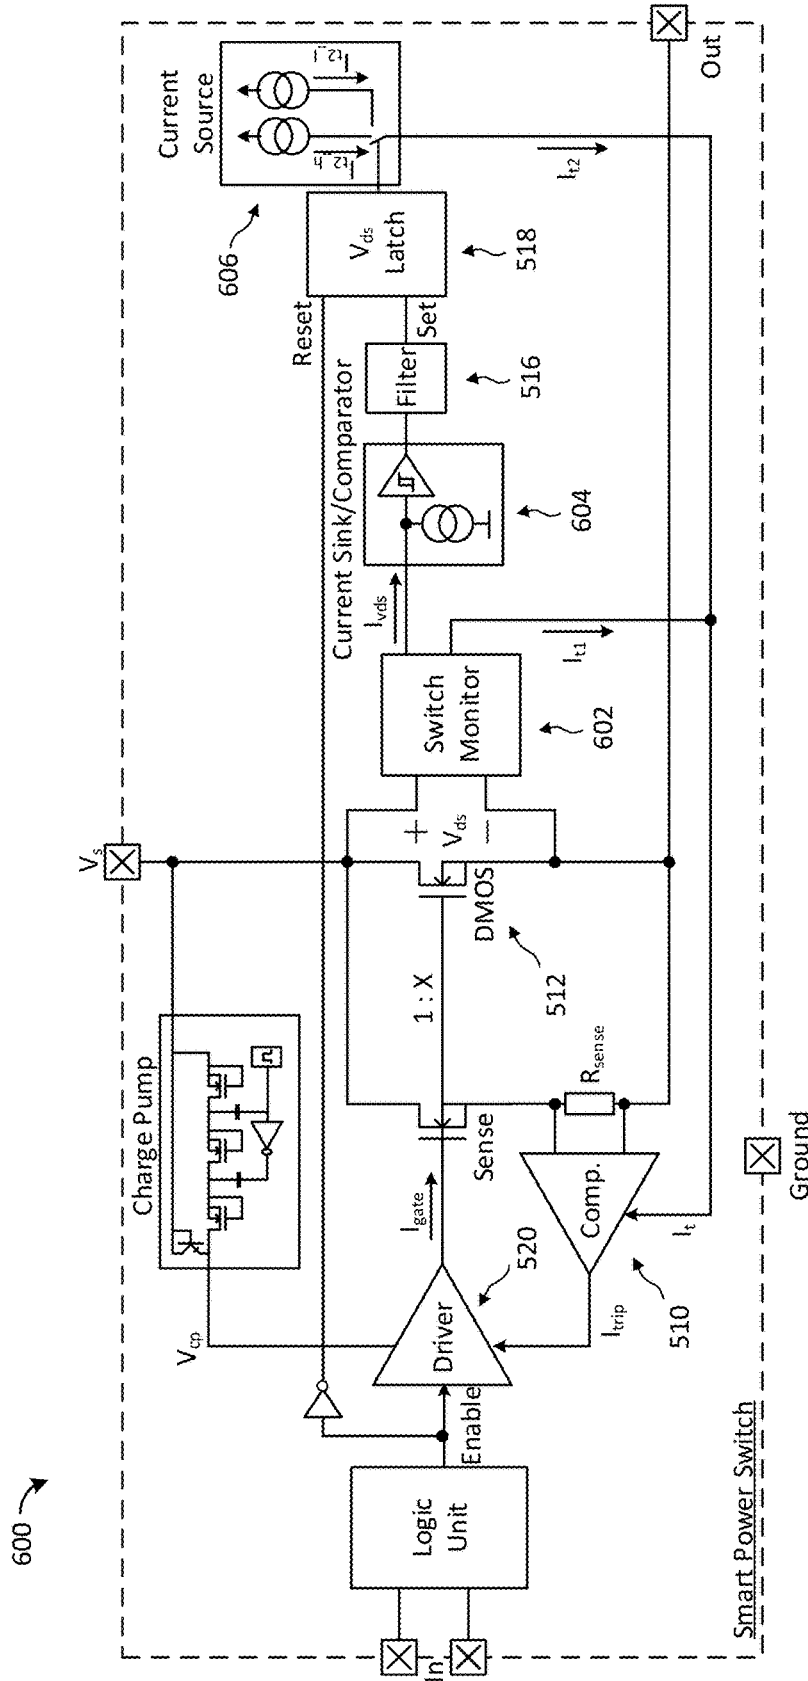 600
V_s
Charge Pump
Current
Source
I_t2_h
I_t2_l
606
V_cp
Reset
Current Sink/Comparator
V_ds
Latch
518
Set
Filter
516
604
I_vds
Switch
Monitor
602
I_t1
I_t2
+
V_ds
−
DMOS
512
1 : X
Sense
R_sense
I_gate
Driver
520
Enable
Logic
Unit
In
Comp.
510
I_trip
I_t
Out
Smart Power Switch
Ground